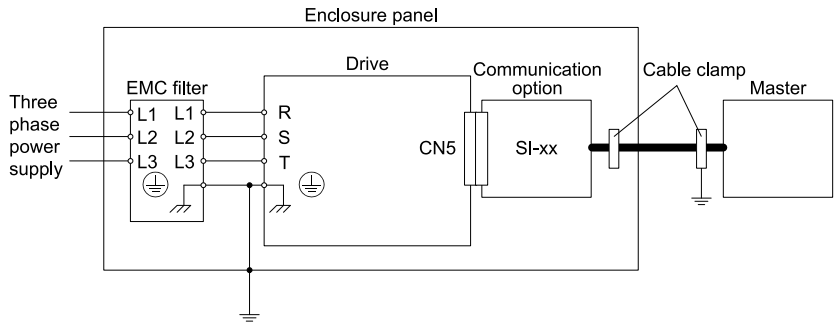 Enclosure panel
Drive
Communication
option
Cable clamp
Master
EMC filter
Three
phase
power
supply
L1 L1 R
L2 L2 S
L3 L3 T
CN5
SI-xx